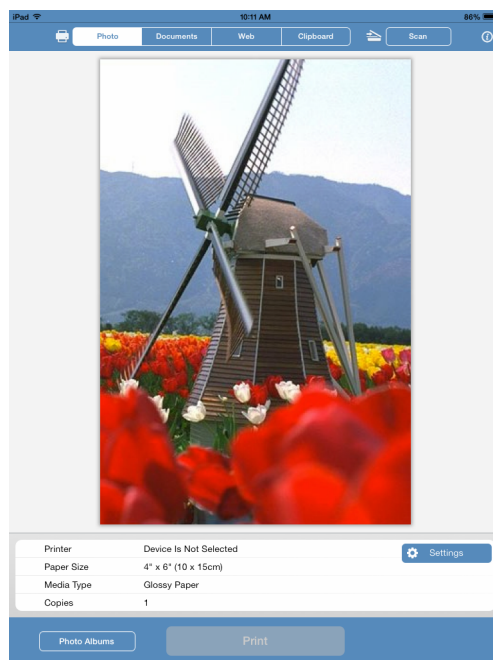 iPad 10:11 AM 86%
Photo Documents Web Clipboard Scan
Printer Device Is Not Selected
Settings
Paper Size 4" x 6" (10 x 15cm)
Media Type Glossy Paper
Copies 1
Photo Albums Print